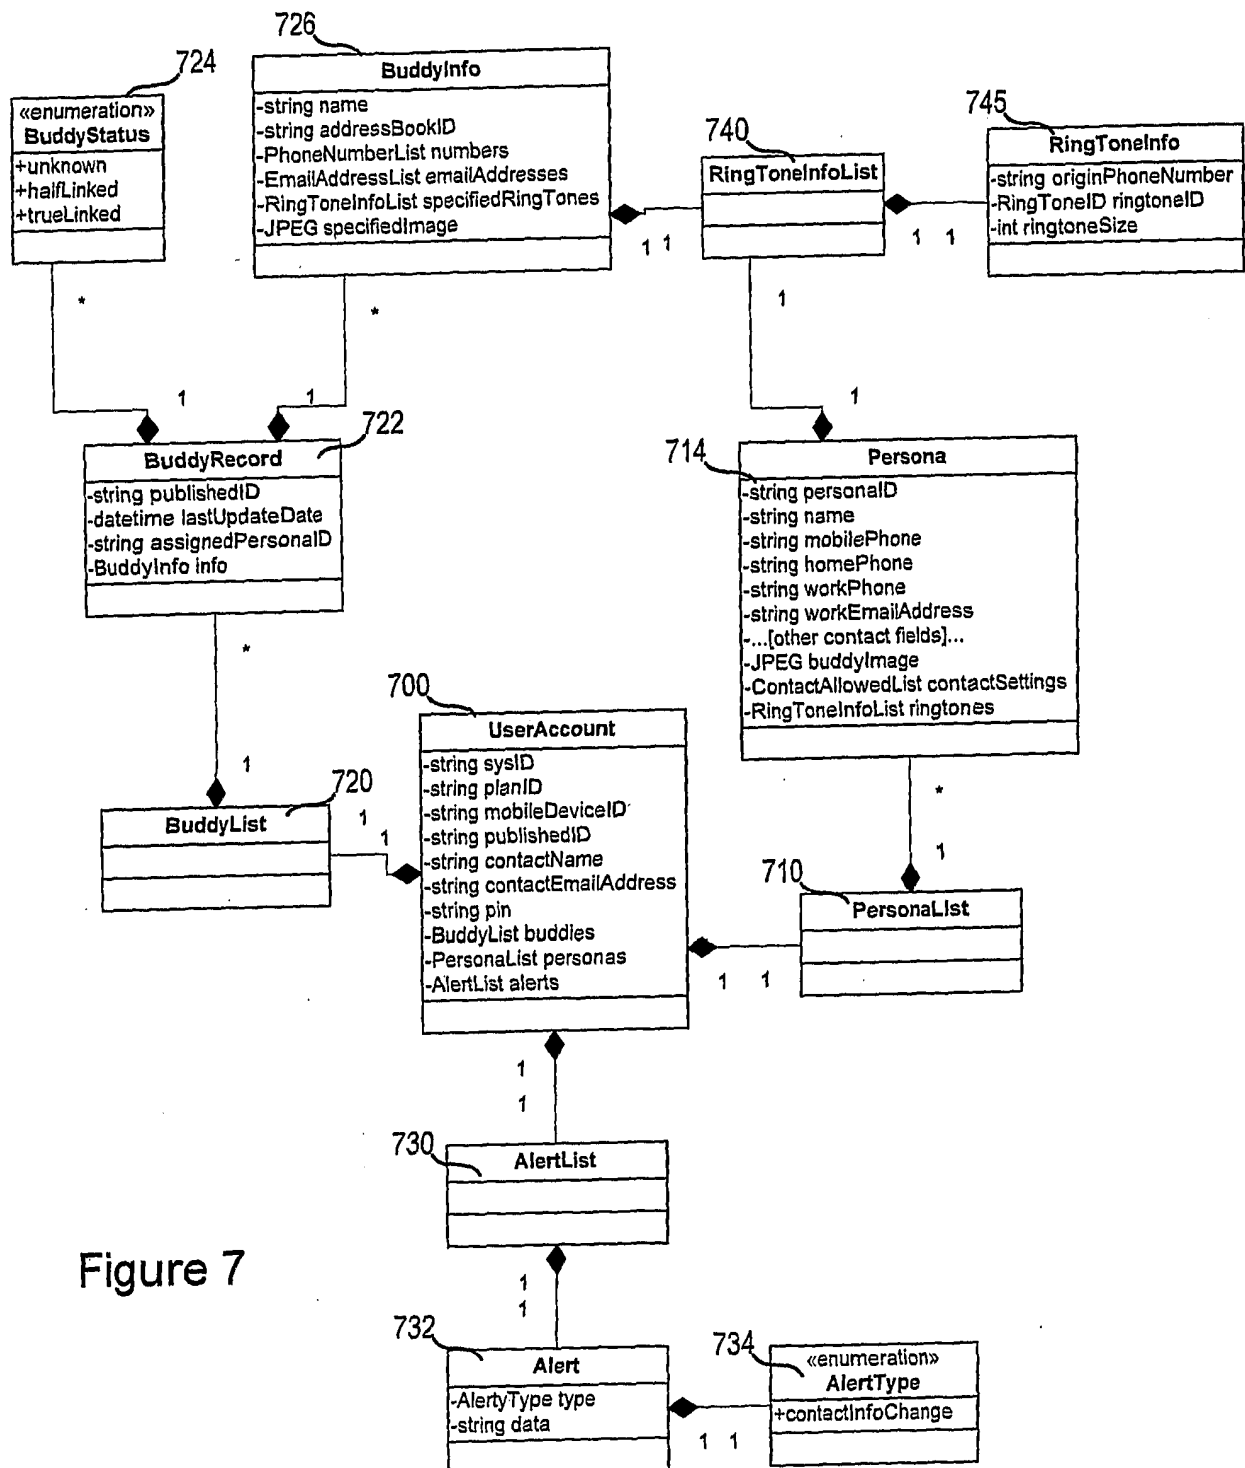 726
724
BuddyInfo
-string name
-string addressBookID
-PhoneNumberList numbers
-EmailAddressList emailAddresses
-RingToneInfoList specifiedRingTones
-JPEG specifiedImage
«enumeration»
BuddyStatus
+unknown
+halfLinked
+trueLinked
740
RingToneInfoList
745
RingToneInfo
-string originPhoneNumber
-RingToneID ringtoneID
-int ringtoneSize
1 1
1 1
*
*
1
1
1
1
722
BuddyRecord
-string publishedID
-datetime lastUpdateDate
-string assignedPersonaID
-BuddyInfo info
714
Persona
-string personaID
-string name
-string mobilePhone
-string homePhone
-string workPhone
-string workEmailAddress
-...[other contact fields]...
-JPEG buddyImage
-ContactAllowedList contactSettings
-RingToneInfoList ringtones
*
1
700
UserAccount
-string sysID
-string planID
-string mobileDeviceID
-string publishedID
-string contactName
-string contactEmailAddress
-string pin
-BuddyList buddies
-PersonaList personas
-AlertList alerts
720
BuddyList
1
1
*
1
710
PersonaList
1 1
1
1
730
AlertList
Figure 7
1
1
732
Alert
-AlertyType type
-string data
1 1
734
«enumeration»
AlertType
+contactInfoChange